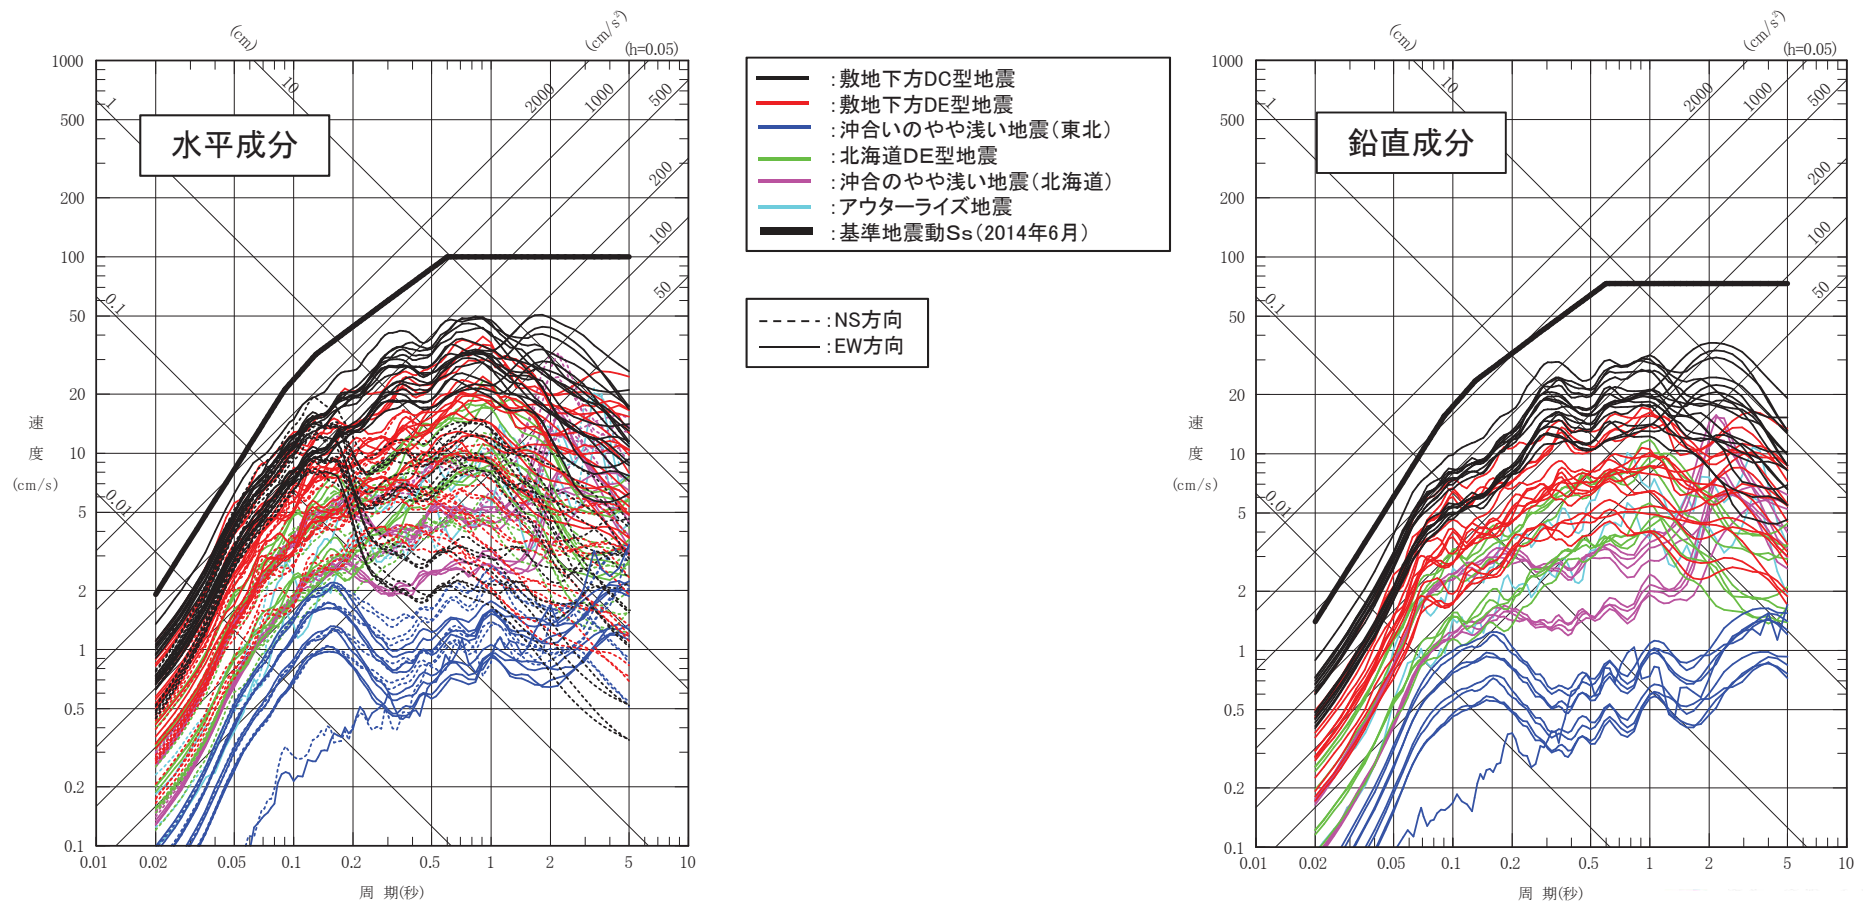 (cm)
(cm/s²)
(h=0.05)
水平成分
1000
500
200
100
50
20
10
5
2
1
0.5
0.2
0.1
1
10
0.1
0.01
2000
1000
500
200
100
50
速
度
(cm/s)
0.01
0.02
0.05
0.1
0.2
0.5
1
2
5
10
周 期(秒)
:敷地下方DC型地震
:敷地下方DE型地震
:沖合いのやや浅い地震(東北)
:北海道DE型地震
:沖合のやや浅い地震(北海道)
:アウターライズ地震
:基準地震動Ss(2014年6月)
:NS方向
:EW方向
(cm)
(cm/s²)
(h=0.05)
鉛直成分
1000
500
200
100
50
20
10
5
2
1
0.5
0.2
0.1
1
10
0.1
0.01
2000
1000
500
200
100
50
速
度
(cm/s)
0.01
0.02
0.05
0.1
0.2
0.5
1
2
5
10
周 期(秒)